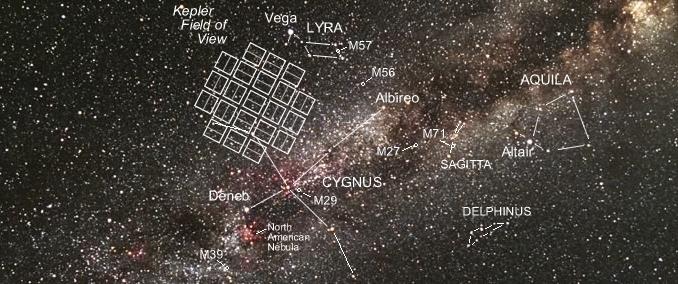 Kepler
Field of
View
Vega
LYRA
M57
M56
AQUILA
Albireo
M71
M27
Altair
SAGITTA
CYGNUS
Deneb
M29
DELPHINUS
North
American
Nebula
M39